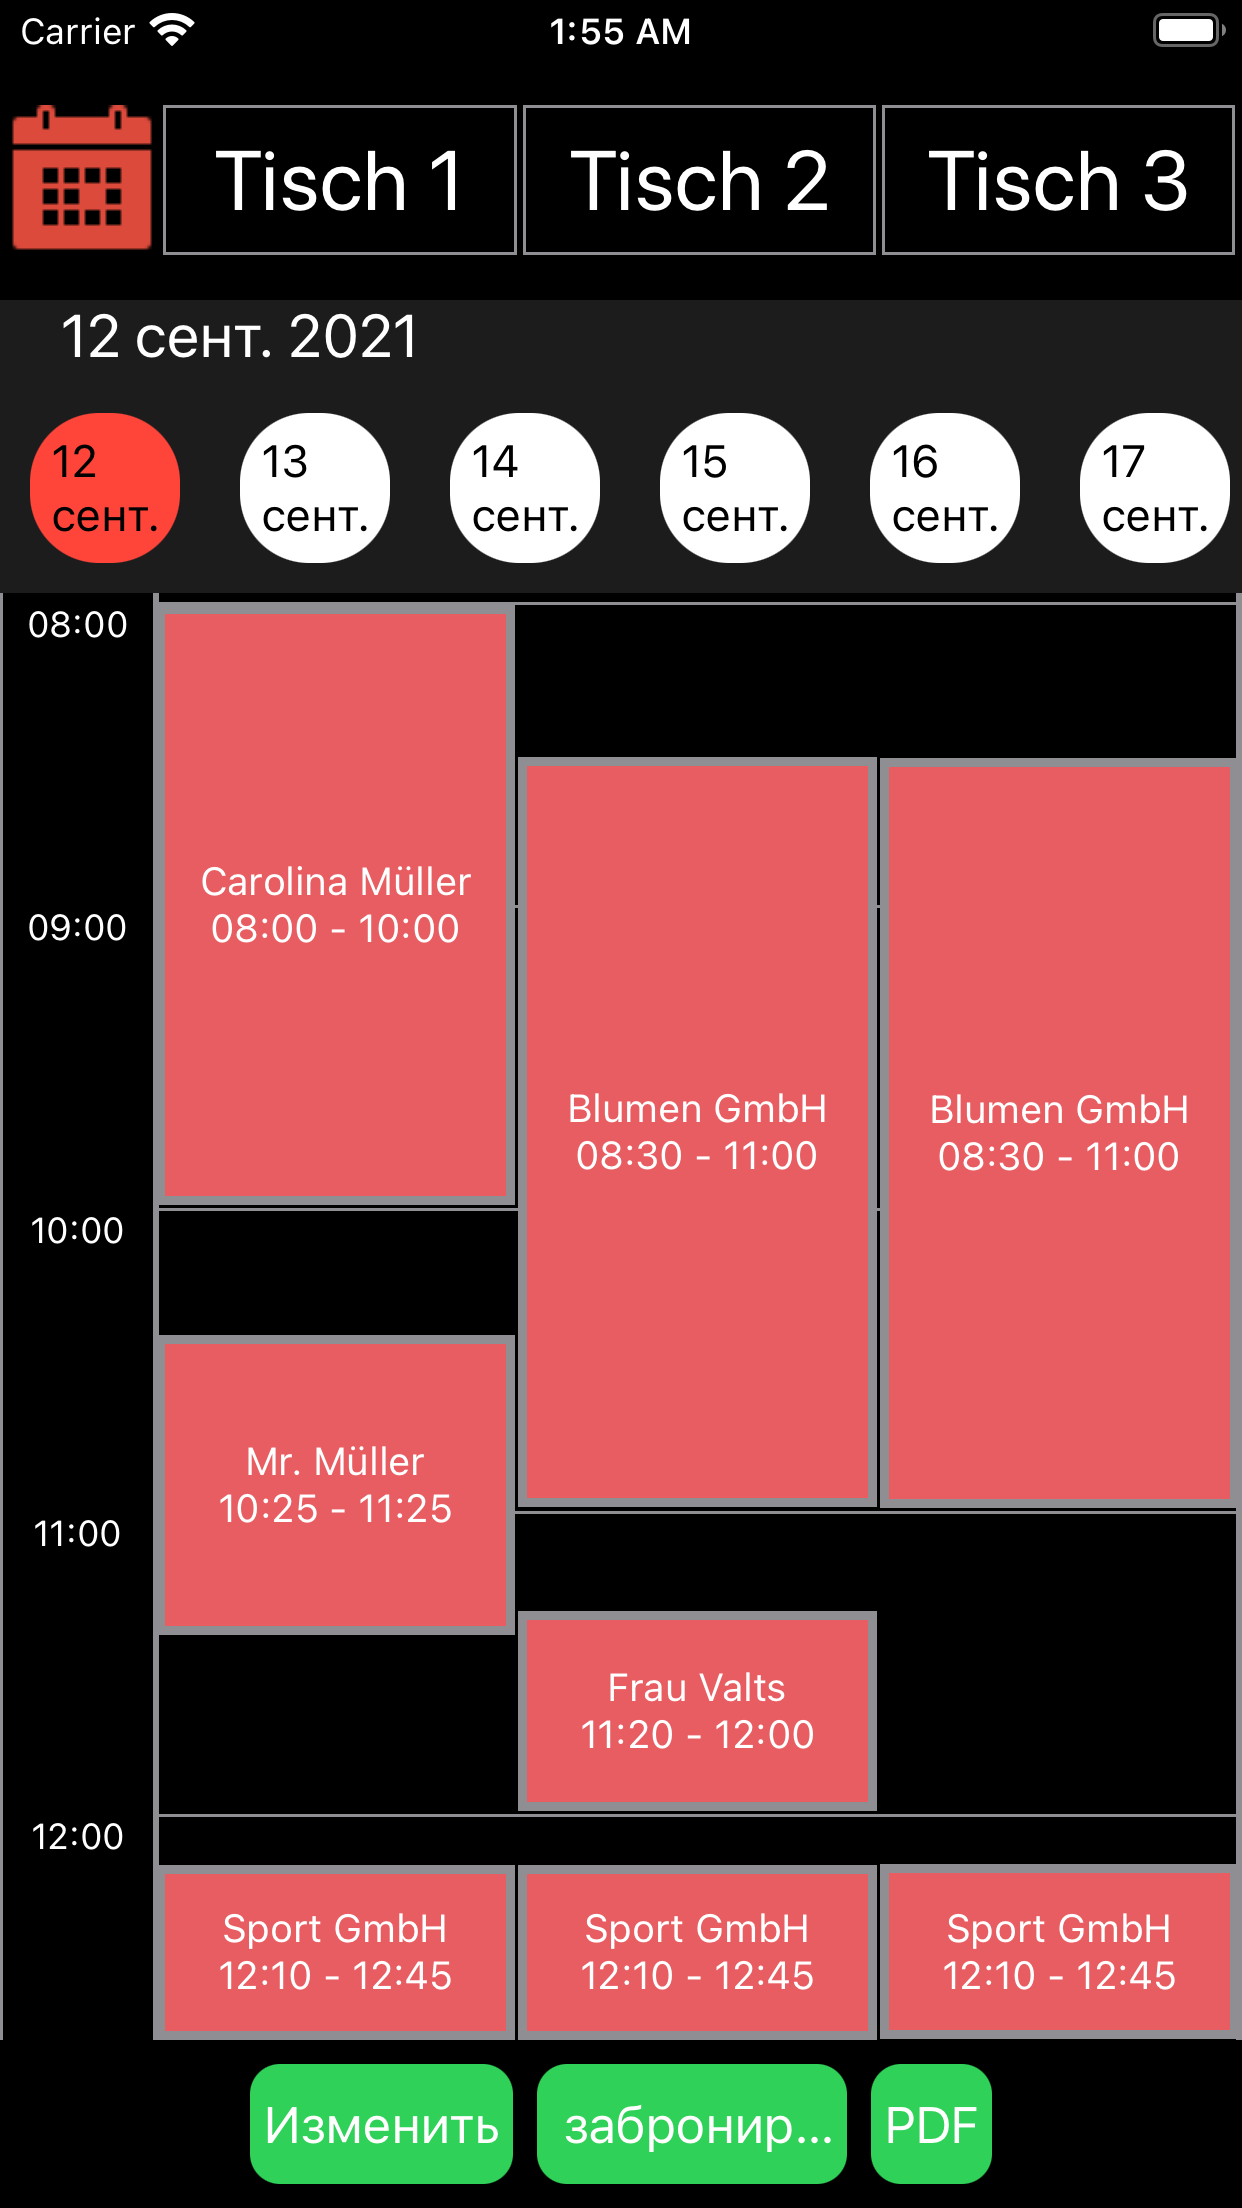 Carrier
1:55 AM
Tisch 1
Tisch 2
Tisch 3
12 сент. 2021
12
сент.
13
сент.
14
сент.
15
сент.
16
сент.
17
сент.
08:00
09:00
10:00
11:00
12:00
Carolina Müller
08:00 - 10:00
Blumen GmbH
08:30 - 11:00
Blumen GmbH
08:30 - 11:00
Mr. Müller
10:25 - 11:25
Frau Valts
11:20 - 12:00
Sport GmbH
12:10 - 12:45
Sport GmbH
12:10 - 12:45
Sport GmbH
12:10 - 12:45
Изменить
забронир...
PDF